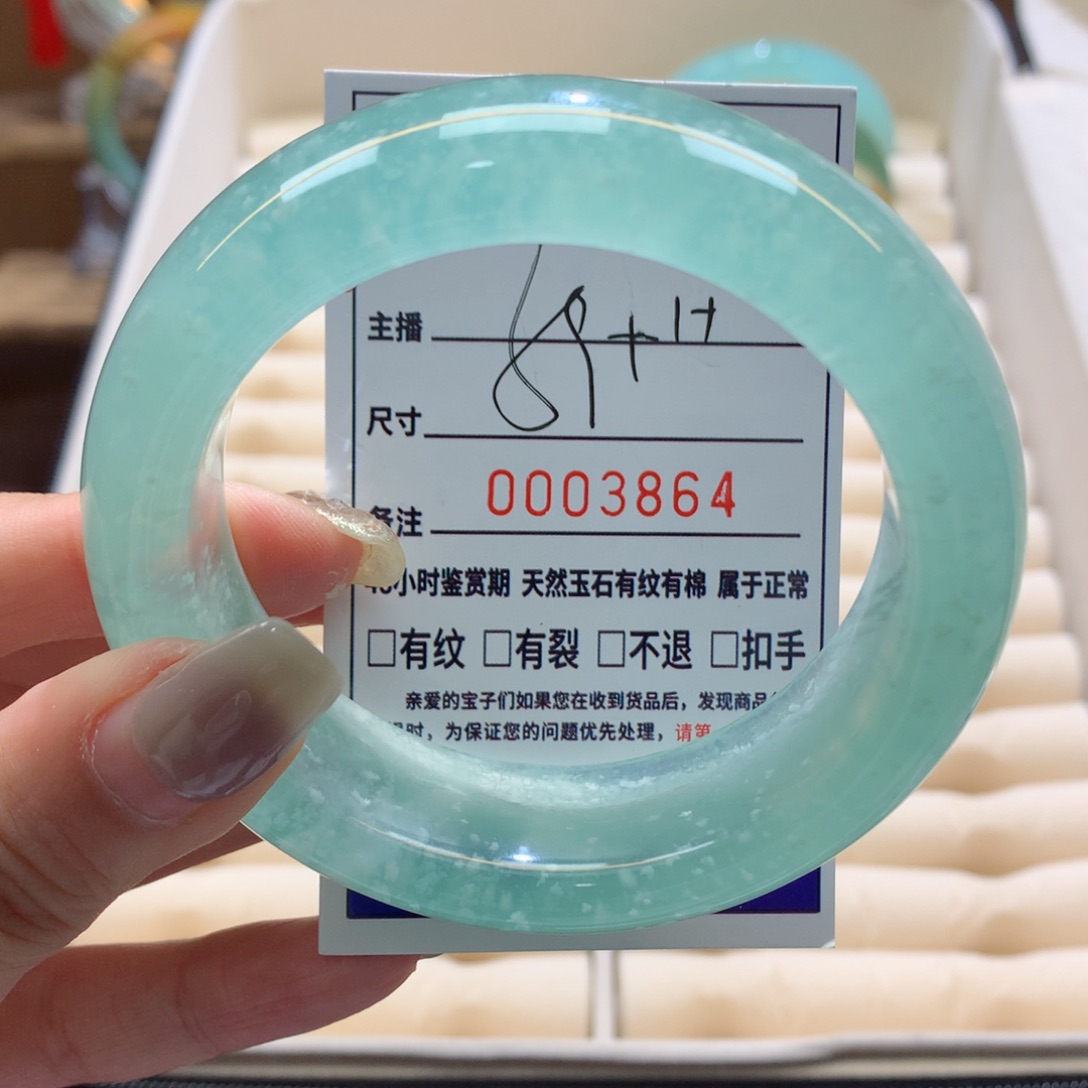 主播
尺寸
0003864
备注
小时鉴赏期 天然玉石有纹有棉 属于正常
□有纹 □有裂 □不退 □扣手
亲爱的宝子们如果您在收到货品后，发现商品
时，为保证您的问题优先处理，请第